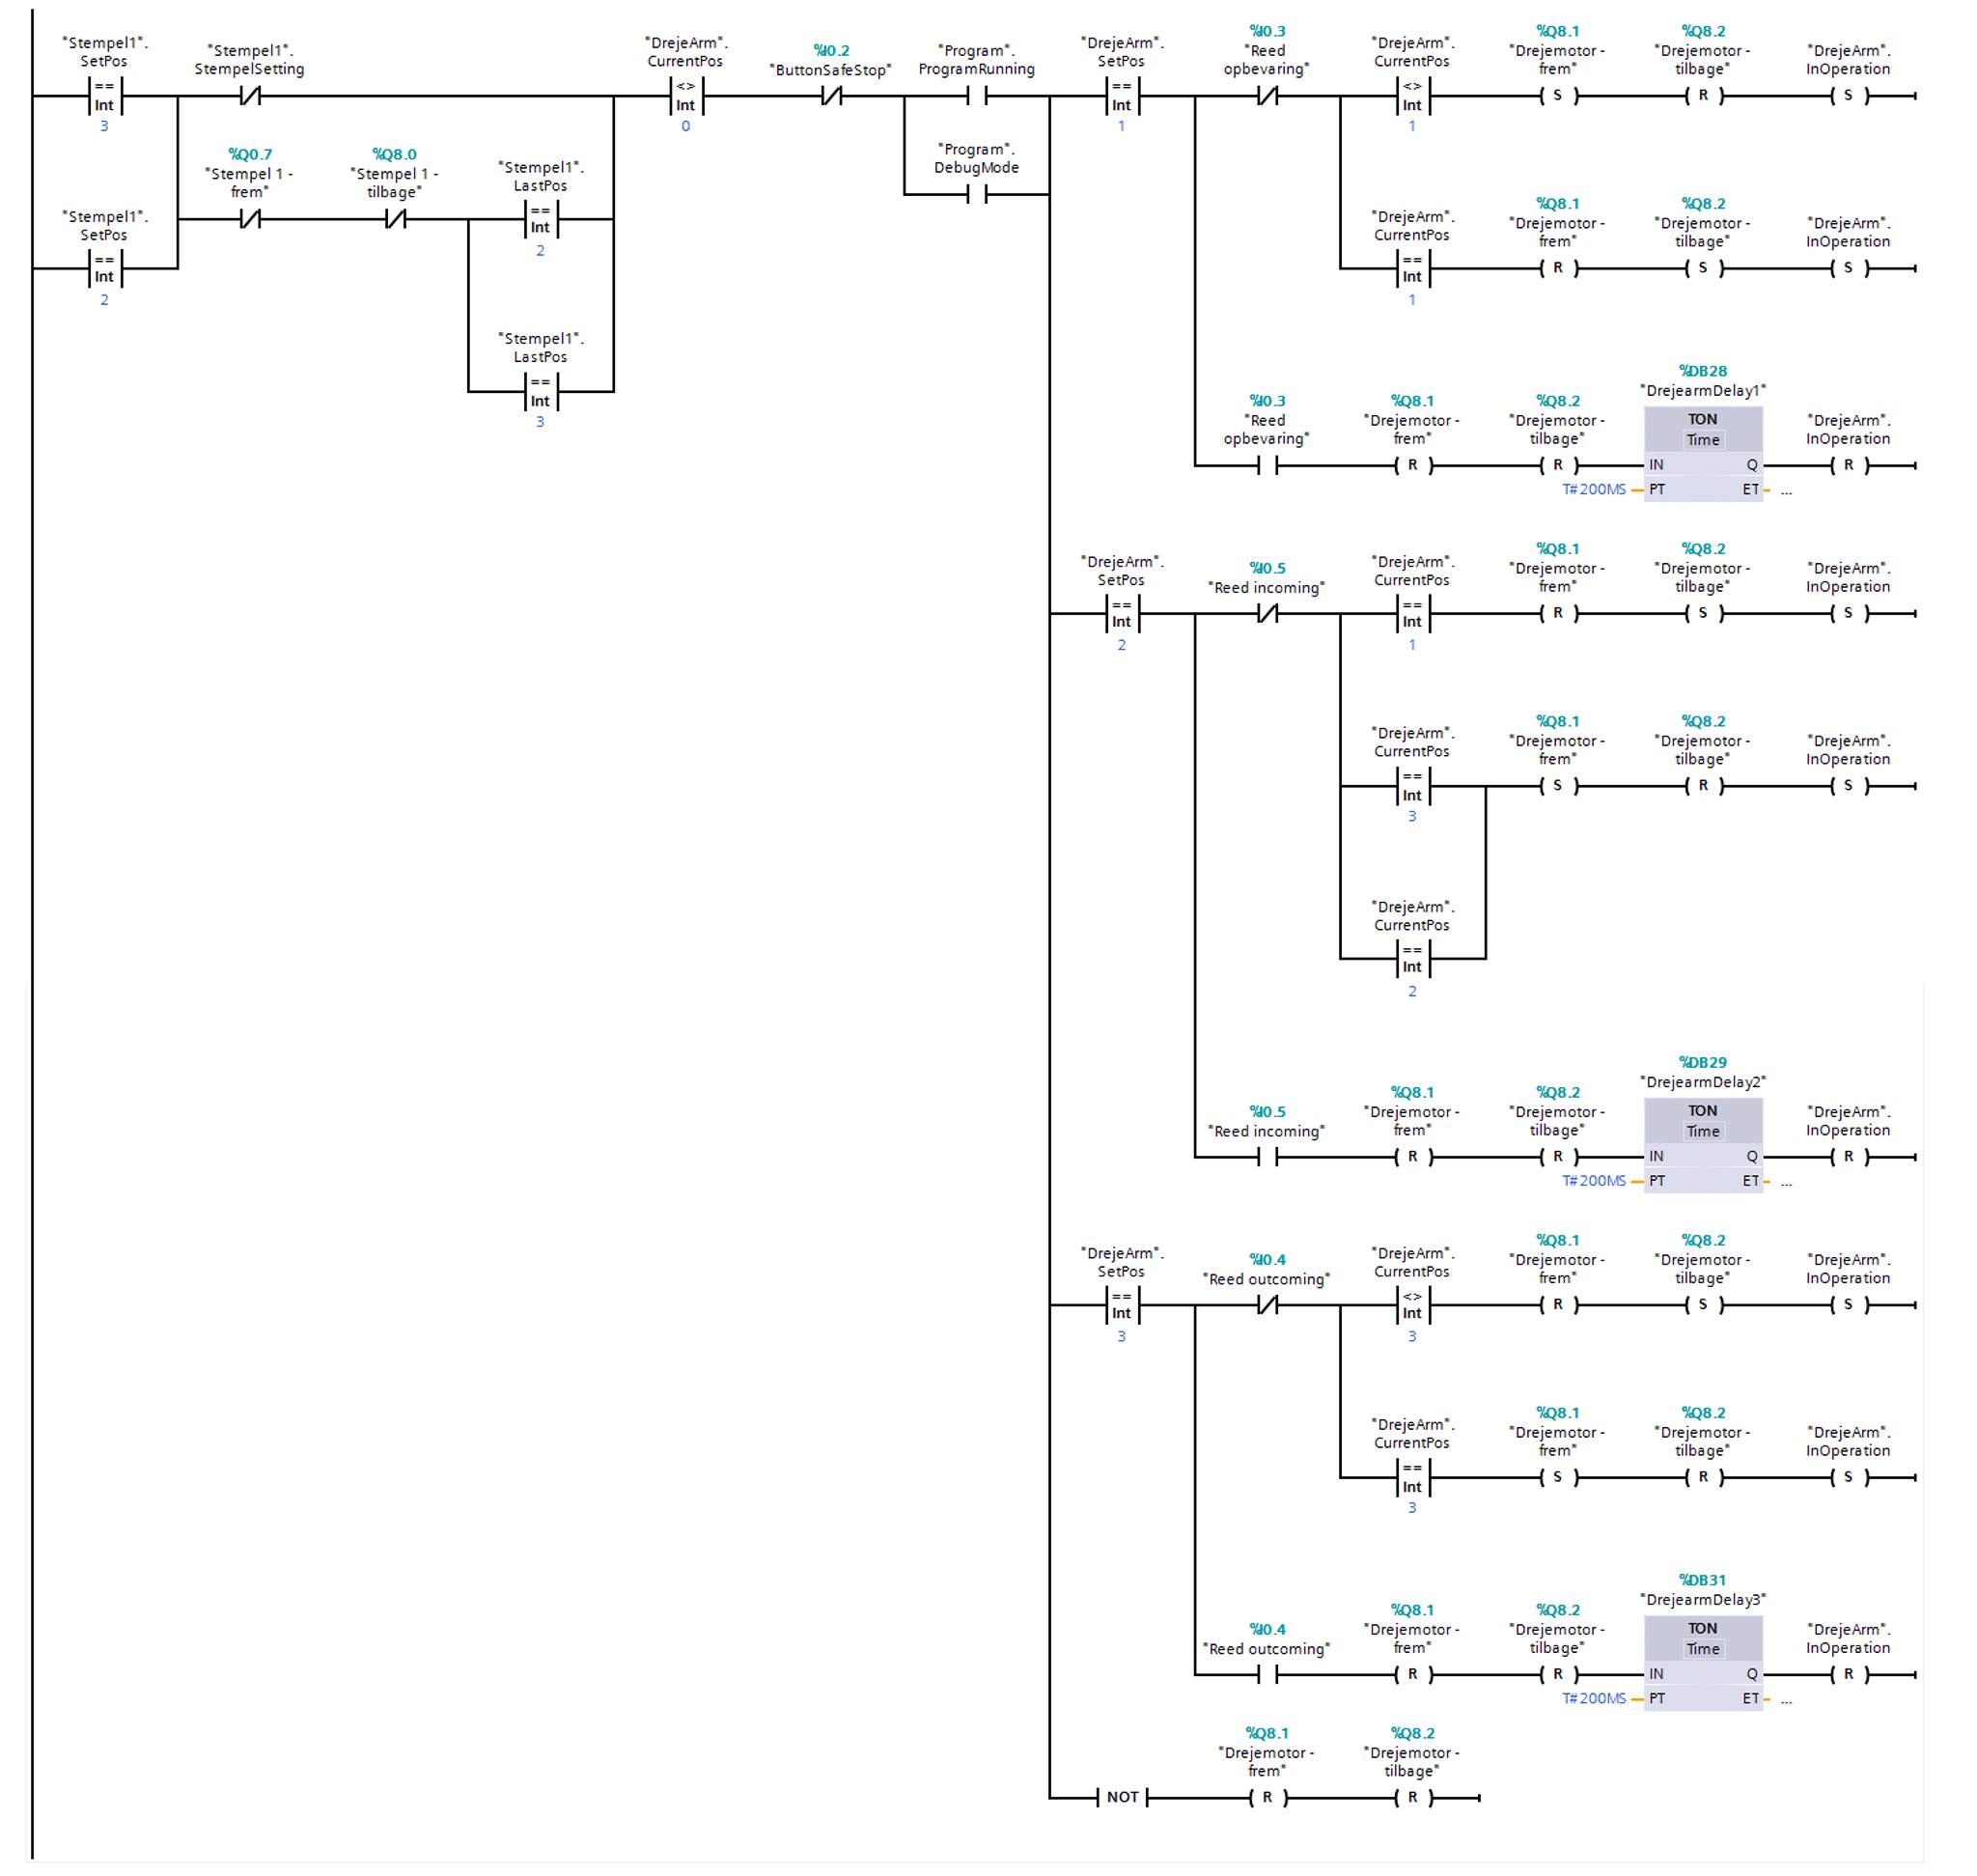 "Stempel1".
SetPos
==
Int
3
"Stempel1".
StempelSetting
"DrejeArm".
CurrentPos
<>
Int
0
%I0.2
"ButtonSafeStop"
"Program".
ProgramRunning
"DrejeArm".
SetPos
==
Int
1
%I0.3
"Reed
opbevaring"
"DrejeArm".
CurrentPos
<>
Int
1
%Q8.1
"Drejemotor -
frem"
S
%Q8.2
"Drejemotor -
tilbage"
R
"DrejeArm".
InOperation
S
"Stempel1".
SetPos
==
Int
2
%Q0.7
"Stempel 1 -
frem"
%Q8.0
"Stempel 1 -
tilbage"
"Stempel1".
LastPos
==
Int
2
"Program".
DebugMode
"DrejeArm".
CurrentPos
==
Int
1
%Q8.1
"Drejemotor -
frem"
R
%Q8.2
"Drejemotor -
tilbage"
S
"DrejeArm".
InOperation
S
"Stempel1".
LastPos
==
Int
3
%I0.3
"Reed
opbevaring"
%Q8.1
"Drejemotor -
frem"
R
%Q8.2
"Drejemotor -
tilbage"
R
%DB28
"DrejearmDelay1"
TON
Time
IN Q
T#200MS PT ET ...
"DrejeArm".
InOperation
R
"DrejeArm".
SetPos
==
Int
2
%I0.5
"Reed incoming"
"DrejeArm".
CurrentPos
==
Int
1
%Q8.1
"Drejemotor -
frem"
R
%Q8.2
"Drejemotor -
tilbage"
S
"DrejeArm".
InOperation
S
"DrejeArm".
CurrentPos
==
Int
3
%Q8.1
"Drejemotor -
frem"
S
%Q8.2
"Drejemotor -
tilbage"
R
"DrejeArm".
InOperation
S
"DrejeArm".
CurrentPos
==
Int
2
%I0.5
"Reed incoming"
%Q8.1
"Drejemotor -
frem"
R
%Q8.2
"Drejemotor -
tilbage"
R
%DB29
"DrejearmDelay2"
TON
Time
IN Q
T#200MS PT ET ...
"DrejeArm".
InOperation
R
"DrejeArm".
SetPos
==
Int
3
%I0.4
"Reed outcoming"
"DrejeArm".
CurrentPos
<>
Int
3
%Q8.1
"Drejemotor -
frem"
R
%Q8.2
"Drejemotor -
tilbage"
S
"DrejeArm".
InOperation
S
"DrejeArm".
CurrentPos
==
Int
3
%Q8.1
"Drejemotor -
frem"
S
%Q8.2
"Drejemotor -
tilbage"
R
"DrejeArm".
InOperation
S
%I0.4
"Reed outcoming"
%Q8.1
"Drejemotor -
frem"
R
%Q8.2
"Drejemotor -
tilbage"
R
%DB31
"DrejearmDelay3"
TON
Time
IN Q
T#200MS PT ET ...
"DrejeArm".
InOperation
R
NOT
%Q8.1
"Drejemotor -
frem"
R
%Q8.2
"Drejemotor -
tilbage"
R